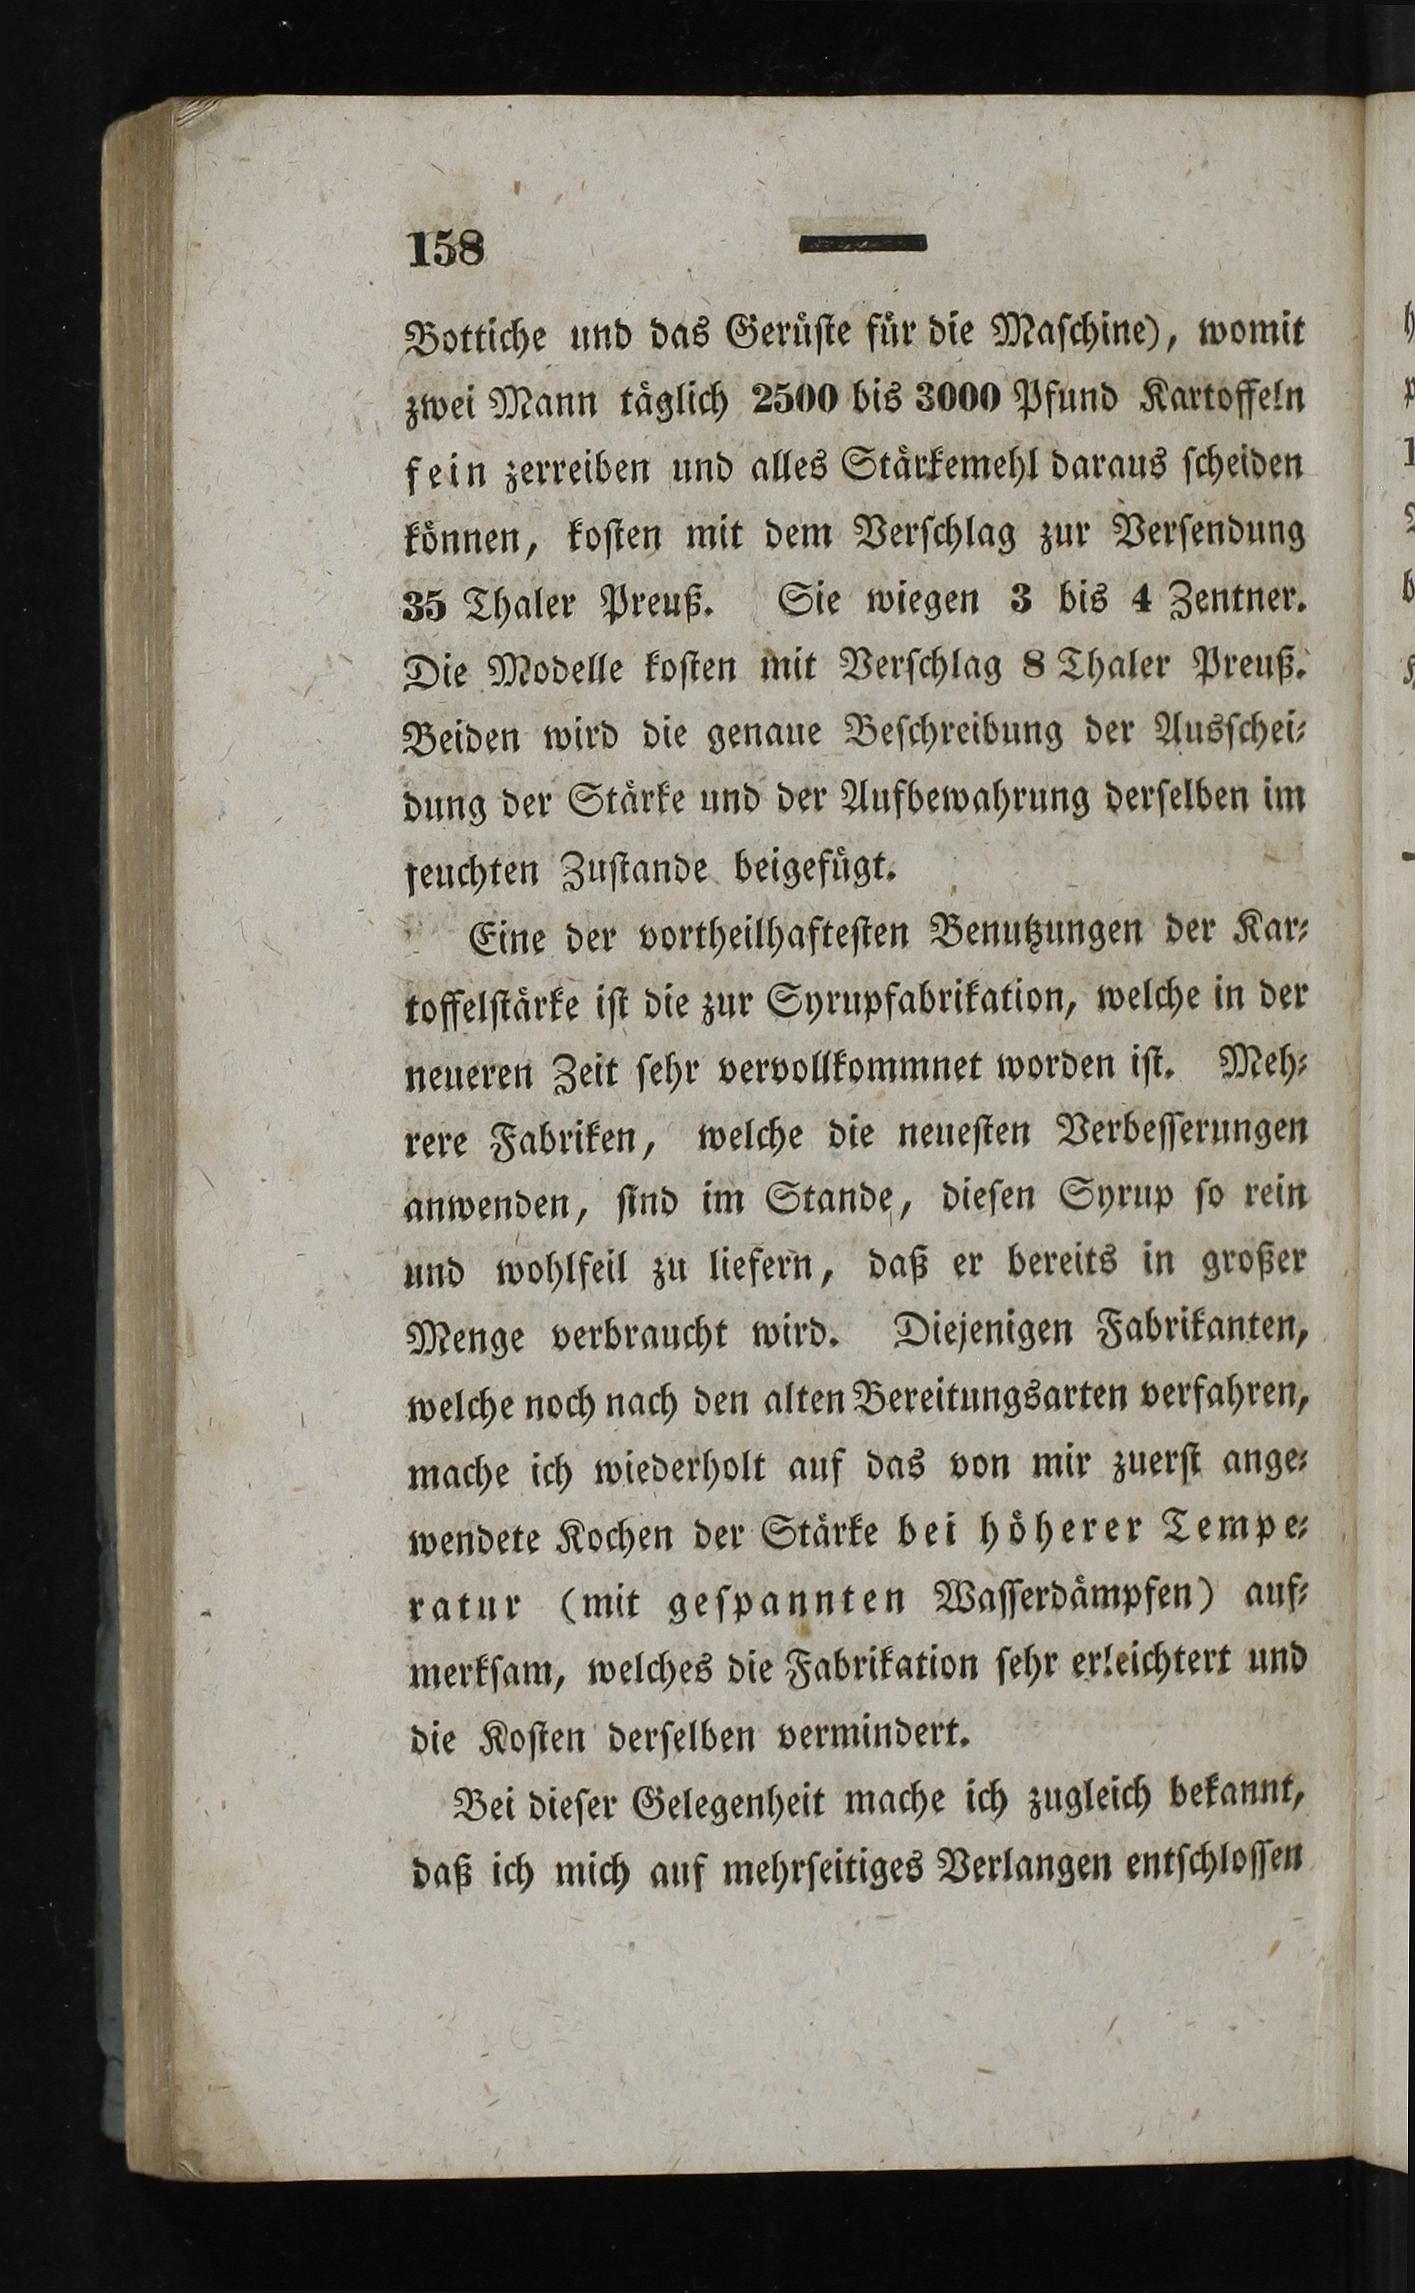 158
Bottiche und das Gerüste für die Maschine), womit
zwei Mann täglich 2500 bis 3000 Pfund Kartoffeln
fein zerreiben und alles Stärkemehl daraus scheiden
können, kosten mit dem Verschlag zur Versendung
35 Thaler Preuß. Sie wiegen 3 bis 4 Zentner.
Die Modelle kosten mit Verschlag 8 Thaler Preuß.
Beiden wird die genaue Beschreibung der Ausschei-
dung der Stärke und der Aufbewahrung derselben im
feuchten Zustande beigefügt.
Eine der vortheilhaftesten Benutzungen der Kar-
toffelstärke ist die zur Syrupfabrikation, welche in der
neueren Zeit sehr vervollkommnet worden ist. Meh-
rere Fabriken, welche die neuesten Verbesserungen
anwenden, sind im Stande, diesen Syrup so rein
und wohlfeil zu liefern, daß er bereits in großer
Menge verbraucht wird. Diejenigen Fabrikanten,
welche noch nach den alten Bereitungsarten verfahren,
mache ich wiederholt auf das von mir zuerst ange-
wendete Kochen der Stärke bei höherer Tempe-
ratur (mit gespannten Wasserdämpfen) auf-
merksam, welches die Fabrikation sehr erleichtert und
die Kosten derselben vermindert.
Bei dieser Gelegenheit mache ich zugleich bekannt,
daß ich mich auf mehrseitiges Verlangen entschlossen